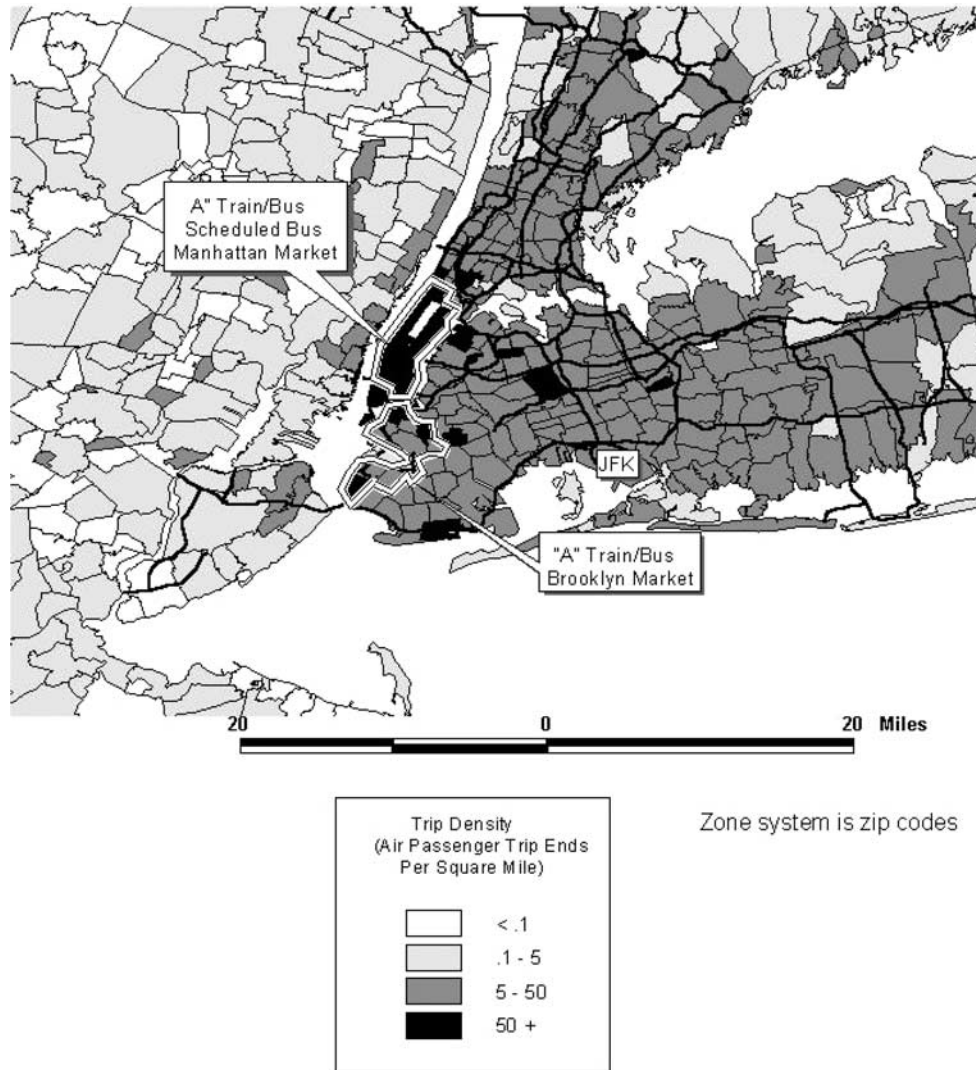 A" Train/Bus
Scheduled Bus
Manhattan Market
JFK
"A" Train/Bus
Brooklyn Market
20 0 20 Miles
Trip Density
(Air Passenger Trip Ends
Per Square Mile)
< .1
.1 - 5
5 - 50
50 +
Zone system is zip codes